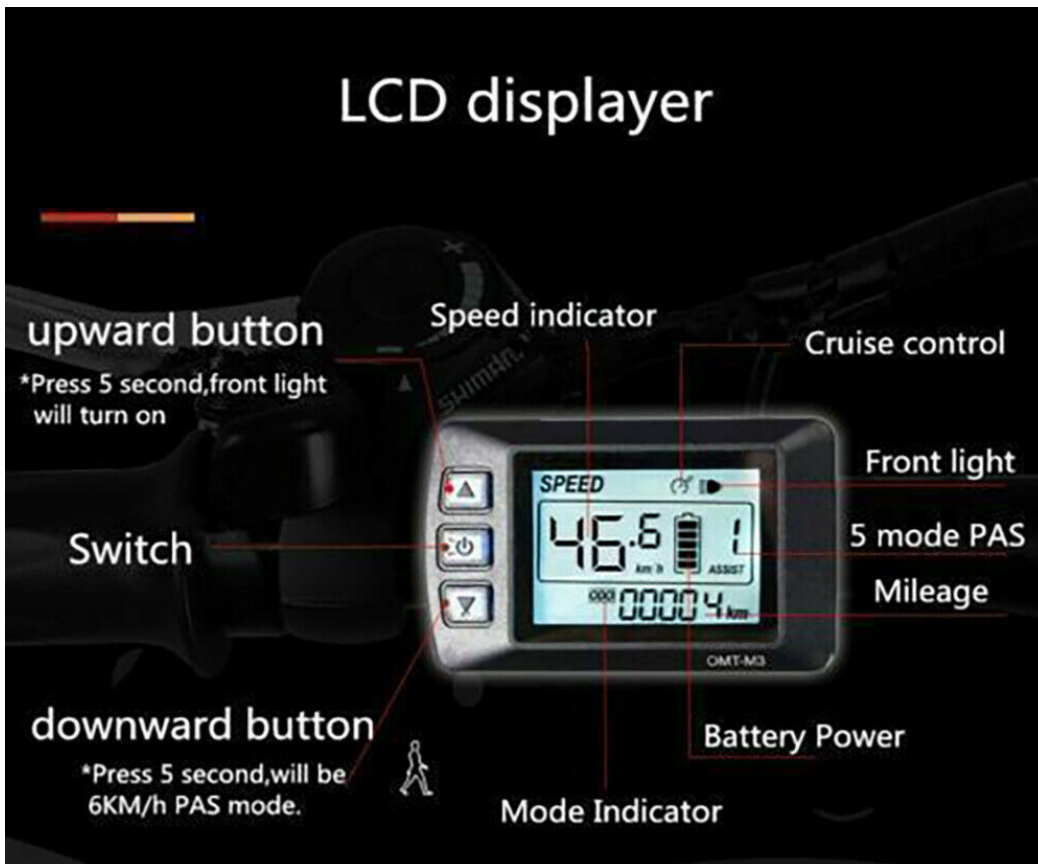 LCD displayer
upward button
*Press 5 second,front light
will turn on
Speed indicator
Cruise control
SHIMAN
Front light
SPEED
Switch
5 mode PAS
46.6
km/h
1
ASSIST
Mileage
ODO
00004 km
OMT-M3
downward button
*Press 5 second,will be
6KM/h PAS mode.
Battery Power
Mode Indicator